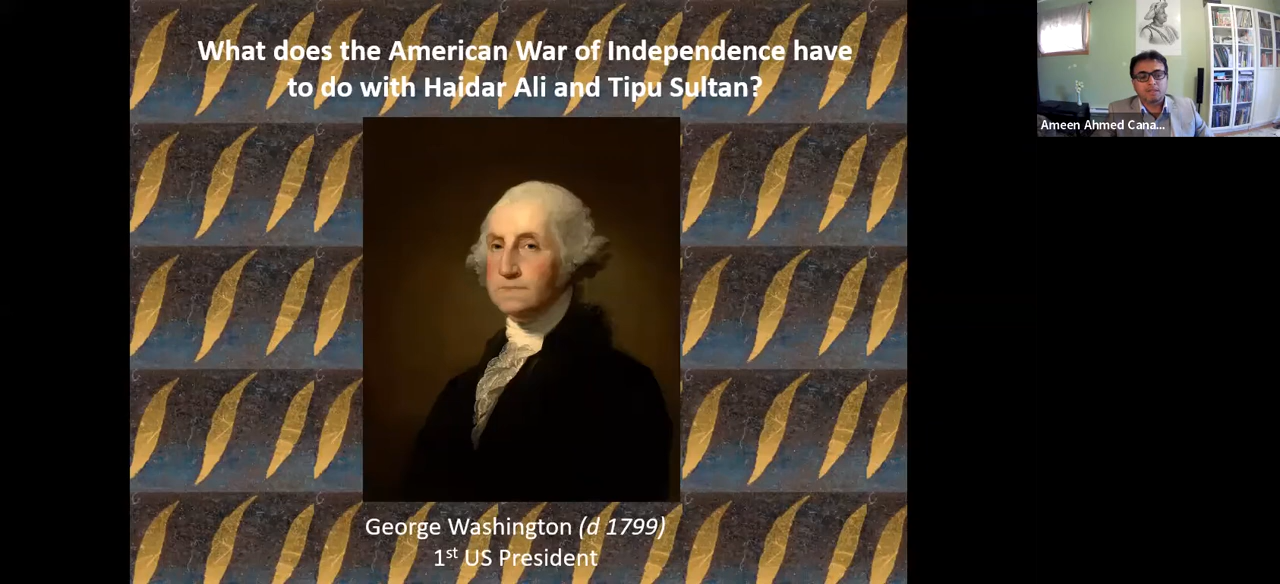 What does the American War of Independence have
to do with Haidar Ali and Tipu Sultan?
George Washington (d 1799)
1st US President
Ameen Ahmed Cana...